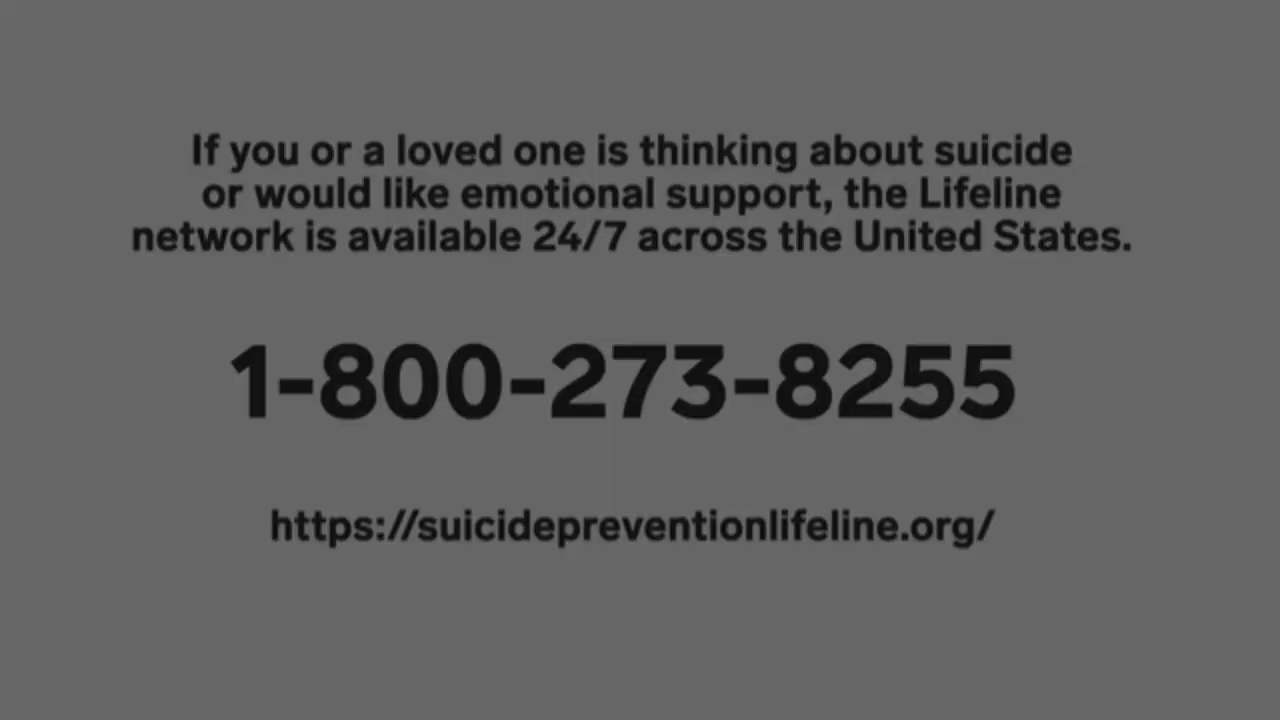 If you or a loved one is thinking about suicide
or would like emotional support, the Lifeline
network is available 24/7 across the United States.
1-800-273-8255
https://suicidepreventionlifeline.org/